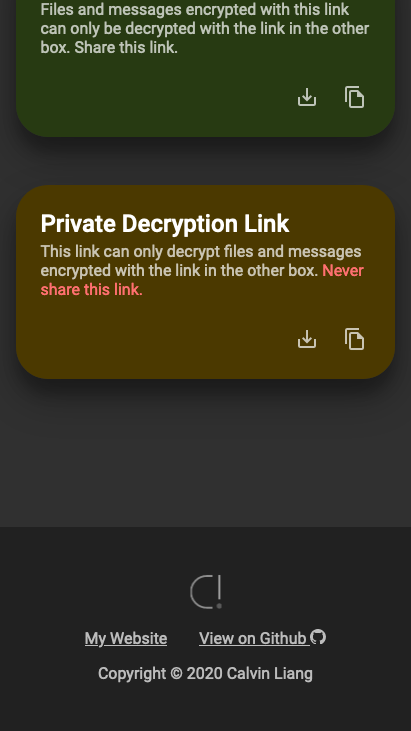 Files and messages encrypted with this link
can only be decrypted with the link in the other
box. Share this link.
Private Decryption Link
This link can only decrypt files and messages
encrypted with the link in the other box. Never
share this link.
My Website View on Github
Copyright © 2020 Calvin Liang